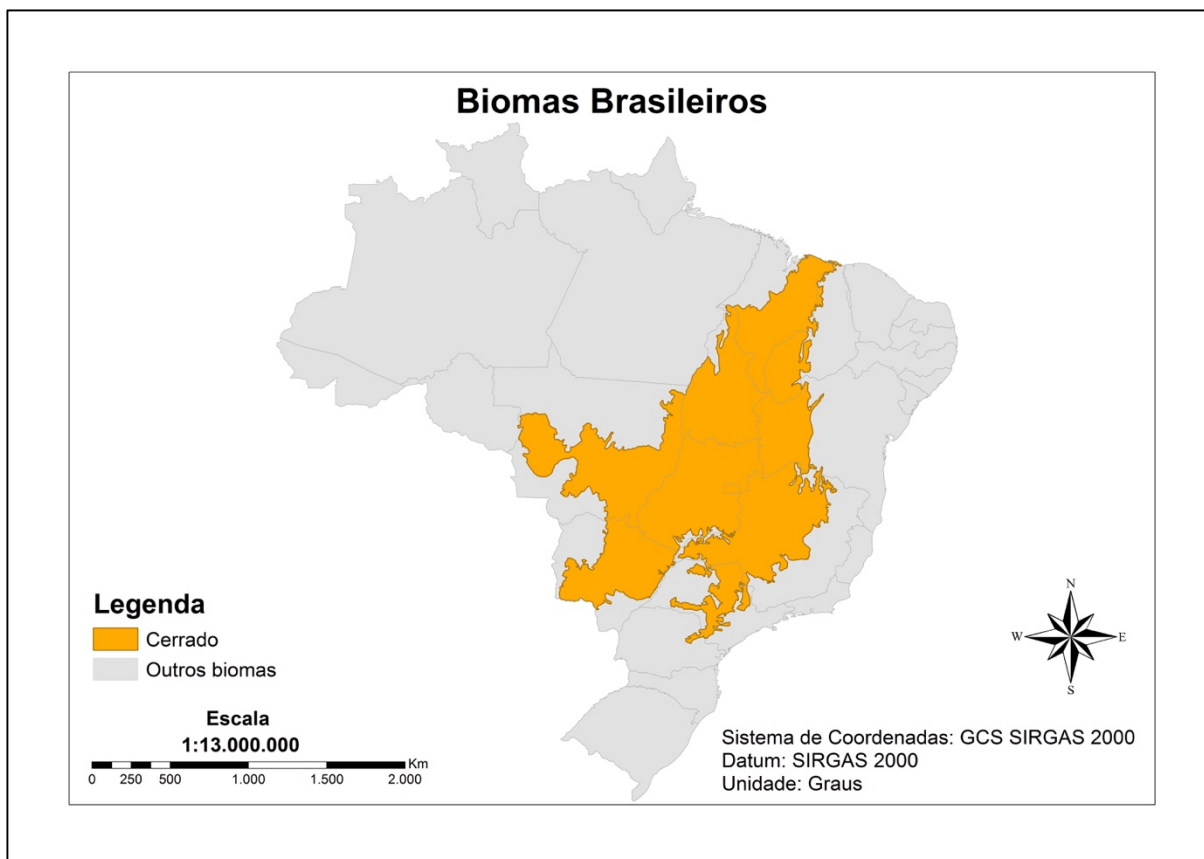 Biomas Brasileiros
Legenda
Cerrado
Outros biomas
Escala
1:13.000.000
Km
0 250 500 1.000 1.500 2.000
N
W E
S
Sistema de Coordenadas: GCS SIRGAS 2000
Datum: SIRGAS 2000
Unidade: Graus